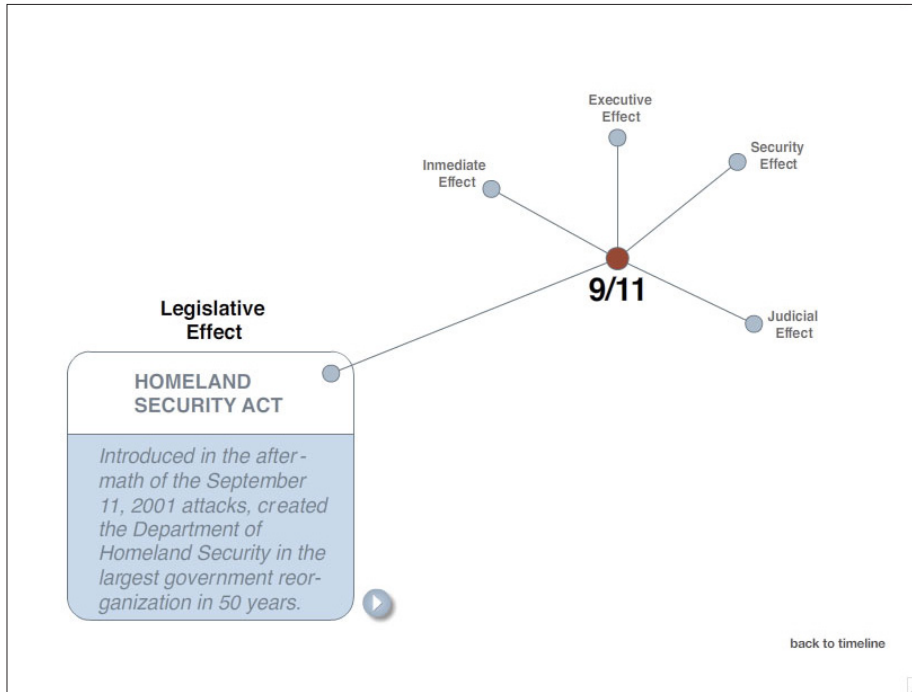 Executive
Effect
Security
Effect
Inmediate
Effect
9/11
Judicial
Effect
Legislative
Effect
HOMELAND
SECURITY ACT
Introduced in the after-
math of the September
11, 2001 attacks, created
the Department of
Homeland Security in the
largest government reor-
ganization in 50 years.
back to timeline